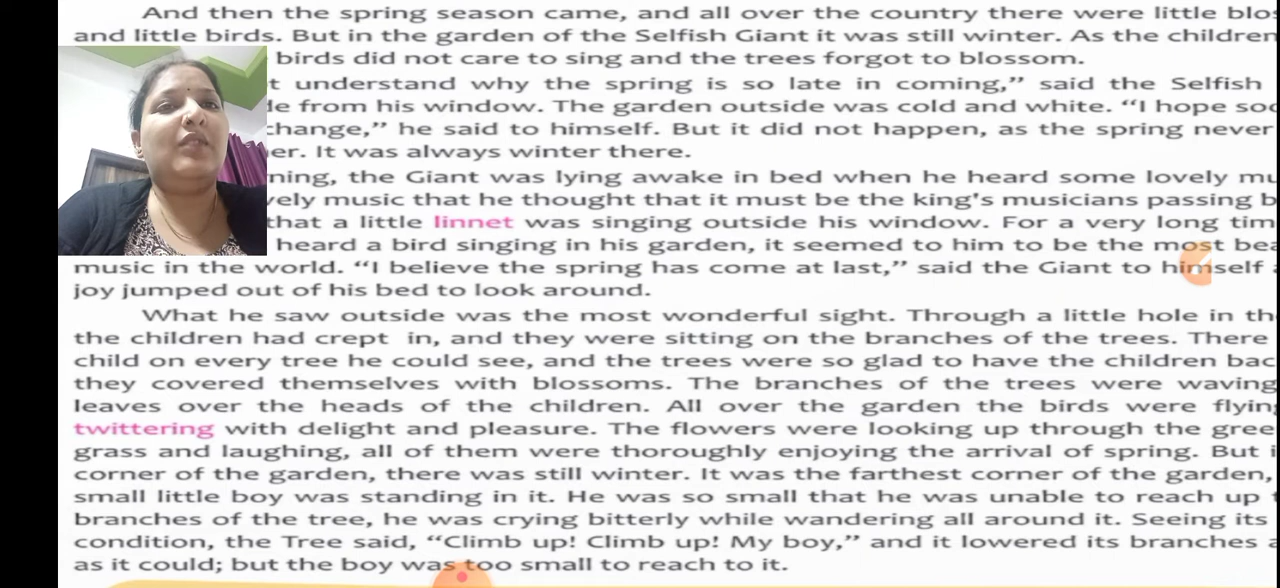 And then the spring season came, and all over the country there were little
and little birds. But in the garden of the Selfish Giant it was still winter. As the children
birds did not care to sing and the trees forgot to blossom.
understand why the spring is so late in coming,” said the Selfish
from his window. The garden outside was cold and white. “I hope
change,” he said to himself. But it did not happen, as the spring never
It was always winter there.
the Giant was lying awake in bed when he heard some lovely
music that he thought that it must be the king's musicians passing
that a little linnet was singing outside his window. For a very long
heard a bird singing in his garden, it seemed to him to be the most
music in the world. “I believe the spring has come at last,” said the Giant to himself
joy jumped out of his bed to look around.
What he saw outside was the most wonderful sight. Through a little hole in
the children had crept in, and they were sitting on the branches of the trees. There
child on every tree he could see, and the trees were so glad to have the children
they covered themselves with blossoms. The branches of the trees were waving
leaves over the heads of the children. All over the garden the birds were
twittering with delight and pleasure. The flowers were looking up through the
grass and laughing, all of them were thoroughly enjoying the arrival of spring. But
corner of the garden, there was still winter. It was the farthest corner of the garden,
small little boy was standing in it. He was so small that he was unable to reach up
branches of the tree, he was crying bitterly while wandering all around it. Seeing its
condition, the Tree said, “Climb up! Climb up! My boy,” and it lowered its branches
as it could; but the boy was too small to reach to it.